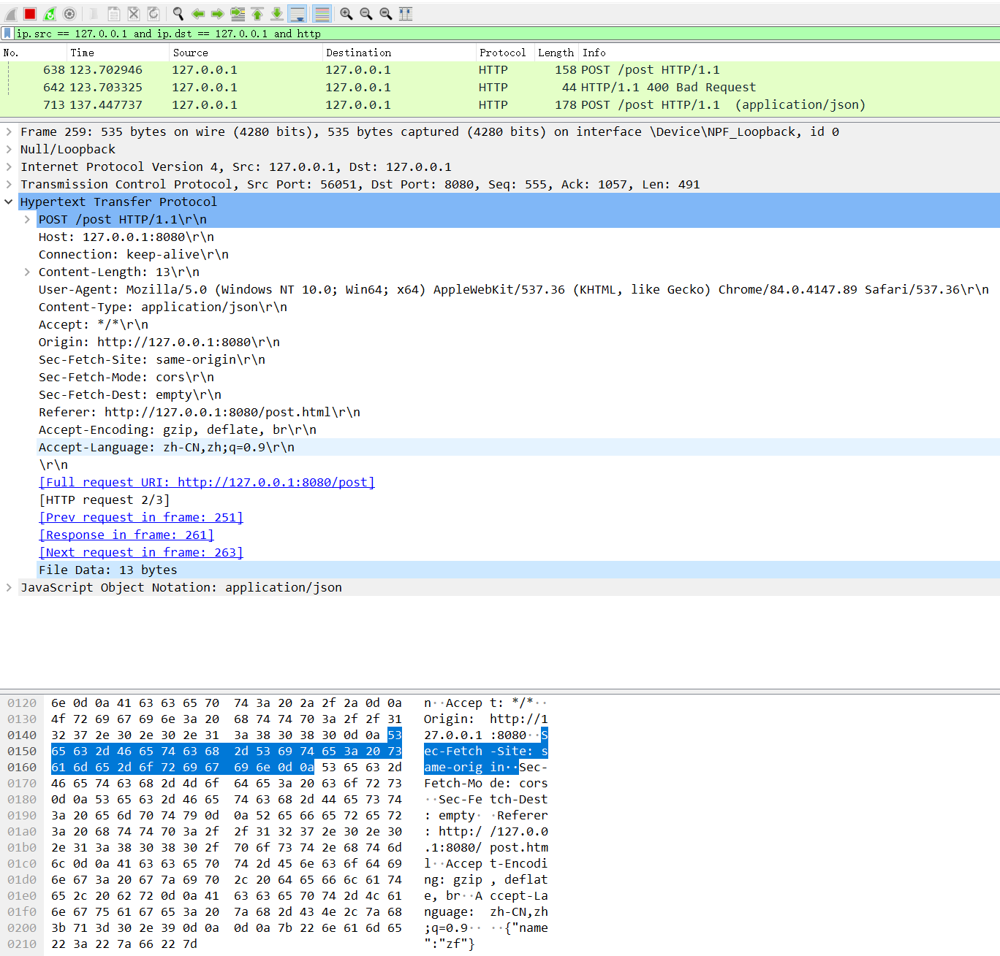 ip.src == 127.0.0.1 and ip.dst == 127.0.0.1 and http
No. Time Source Destination Protocol Length Info
638 123.702946 127.0.0.1 127.0.0.1 HTTP 158 POST /post HTTP/1.1
642 123.703325 127.0.0.1 127.0.0.1 HTTP 44 HTTP/1.1 400 Bad Request
713 137.447737 127.0.0.1 127.0.0.1 HTTP 178 POST /post HTTP/1.1  (application/json)
Frame 259: 535 bytes on wire (4280 bits), 535 bytes captured (4280 bits) on interface \Device\NPF_Loopback, id 0
Null/Loopback
Internet Protocol Version 4, Src: 127.0.0.1, Dst: 127.0.0.1
Transmission Control Protocol, Src Port: 56051, Dst Port: 8080, Seq: 555, Ack: 1057, Len: 491
Hypertext Transfer Protocol
POST /post HTTP/1.1\r\n
Host: 127.0.0.1:8080\r\n
Connection: keep-alive\r\n
Content-Length: 13\r\n
User-Agent: Mozilla/5.0 (Windows NT 10.0; Win64; x64) AppleWebKit/537.36 (KHTML, like Gecko) Chrome/84.0.4147.89 Safari/537.36\r\n
Content-Type: application/json\r\n
Accept: */*\r\n
Origin: http://127.0.0.1:8080\r\n
Sec-Fetch-Site: same-origin\r\n
Sec-Fetch-Mode: cors\r\n
Sec-Fetch-Dest: empty\r\n
Referer: http://127.0.0.1:8080/post.html\r\n
Accept-Encoding: gzip, deflate, br\r\n
Accept-Language: zh-CN,zh;q=0.9\r\n
\r\n
[Full request URI: http://127.0.0.1:8080/post]
[HTTP request 2/3]
[Prev request in frame: 251]
[Response in frame: 261]
[Next request in frame: 263]
File Data: 13 bytes
JavaScript Object Notation: application/json
0120 6e 0d 0a 41 63 63 65 70 74 3a 20 2a 2f 2a 0d 0a n··Accep t: */*··
0130 4f 72 69 67 69 6e 3a 20 68 74 74 70 3a 2f 2f 31 Origin:  http://1
0140 32 37 2e 30 2e 30 2e 31 3a 38 30 38 30 0d 0a 53 27.0.0.1 :8080··S
0150 65 63 2d 46 65 74 63 68 2d 53 69 74 65 3a 20 73 ec-Fetch -Site: s
0160 61 6d 65 2d 6f 72 69 67 69 6e 0d 0a 53 65 63 2d ame-orig in··Sec-
0170 46 65 74 63 68 2d 4d 6f 64 65 3a 20 63 6f 72 73 Fetch-Mo de: cors
0180 0d 0a 53 65 63 2d 46 65 74 63 68 2d 44 65 73 74 ··Sec-Fe tch-Dest
0190 3a 20 65 6d 70 74 79 0d 0a 52 65 66 65 72 65 72 : empty· ·Referer
01a0 3a 20 68 74 74 70 3a 2f 2f 31 32 37 2e 30 2e 30 : http:/ /127.0.0
01b0 2e 31 3a 38 30 38 30 2f 70 6f 73 74 2e 68 74 6d .1:8080/ post.htm
01c0 6c 0d 0a 41 63 63 65 70 74 2d 45 6e 63 6f 64 69 l··Accep t-Encodi
01d0 6e 67 3a 20 67 7a 69 70 2c 20 64 65 66 6c 61 74 ng: gzip , deflat
01e0 65 2c 20 62 72 0d 0a 41 63 63 65 70 74 2d 4c 61 e, br··A ccept-La
01f0 6e 67 75 61 67 65 3a 20 7a 68 2d 43 4e 2c 7a 68 nguage:  zh-CN,zh
0200 3b 71 3d 30 2e 39 0d 0a 0d 0a 7b 22 6e 61 6d 65 ;q=0.9·· ··{"name
0210 22 3a 22 7a 66 22 7d ":"zf"}